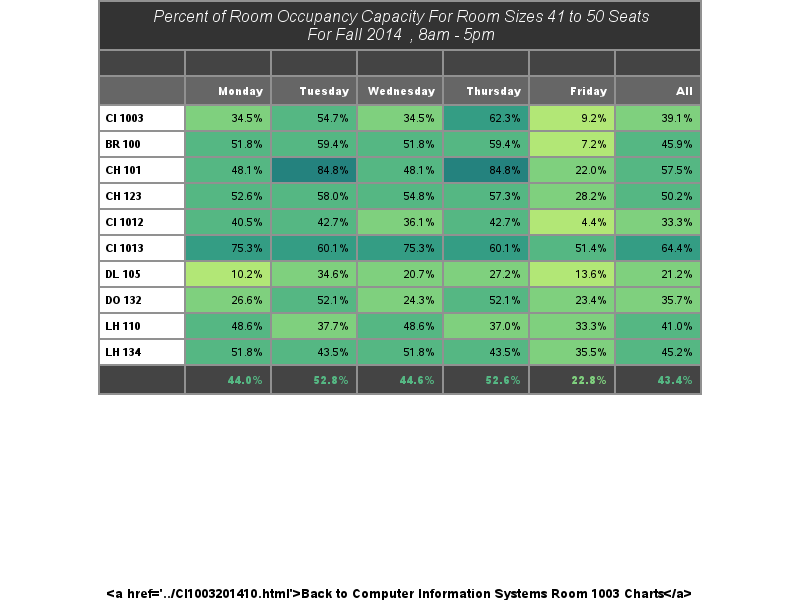 Percent of Room Occupancy Capacity For Room Sizes 41 to 50 Seats
For Fall 2014 , 8am - 5pm
Monday Tuesday Wednesday Thursday Friday All
CI 1003 34.5% 54.7% 34.5% 62.3% 9.2% 39.1%
BR 100 51.8% 59.4% 51.8% 59.4% 7.2% 45.9%
CH 101 48.1% 84.8% 48.1% 84.8% 22.0% 57.5%
CH 123 52.6% 58.0% 54.8% 57.3% 28.2% 50.2%
CI 1012 40.5% 42.7% 36.1% 42.7% 4.4% 33.3%
CI 1013 75.3% 60.1% 75.3% 60.1% 51.4% 64.4%
DL 105 10.2% 34.6% 20.7% 27.2% 13.6% 21.2%
DO 132 26.6% 52.1% 24.3% 52.1% 23.4% 35.7%
LH 110 48.6% 37.7% 48.6% 37.0% 33.3% 41.0%
LH 134 51.8% 43.5% 51.8% 43.5% 35.5% 45.2%
44.0% 52.8% 44.6% 52.6% 22.8% 43.4%
<a href='../CI1003201410.html'>Back to Computer Information Systems Room 1003 Charts</a>